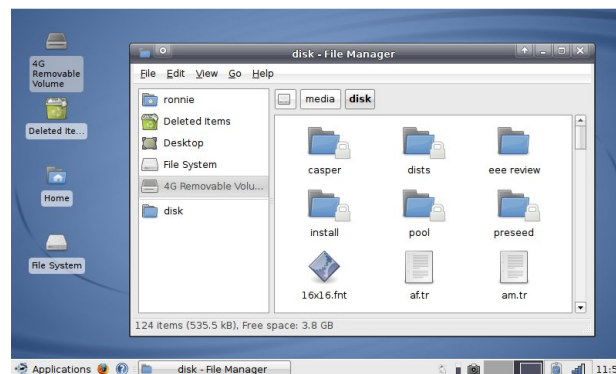 4G
Removable
Volume
Deleted Ite...
Home
File System
disk - File Manager
File Edit View Go Help
ronnie
Deleted Items
Desktop
File System
4G Removable Volu...
disk
media disk
casper dists eee review
install pool preseed
16x16.fnt af.tr am.tr
124 items (535.5 kB), Free space: 3.8 GB
Applications disk - File Manager